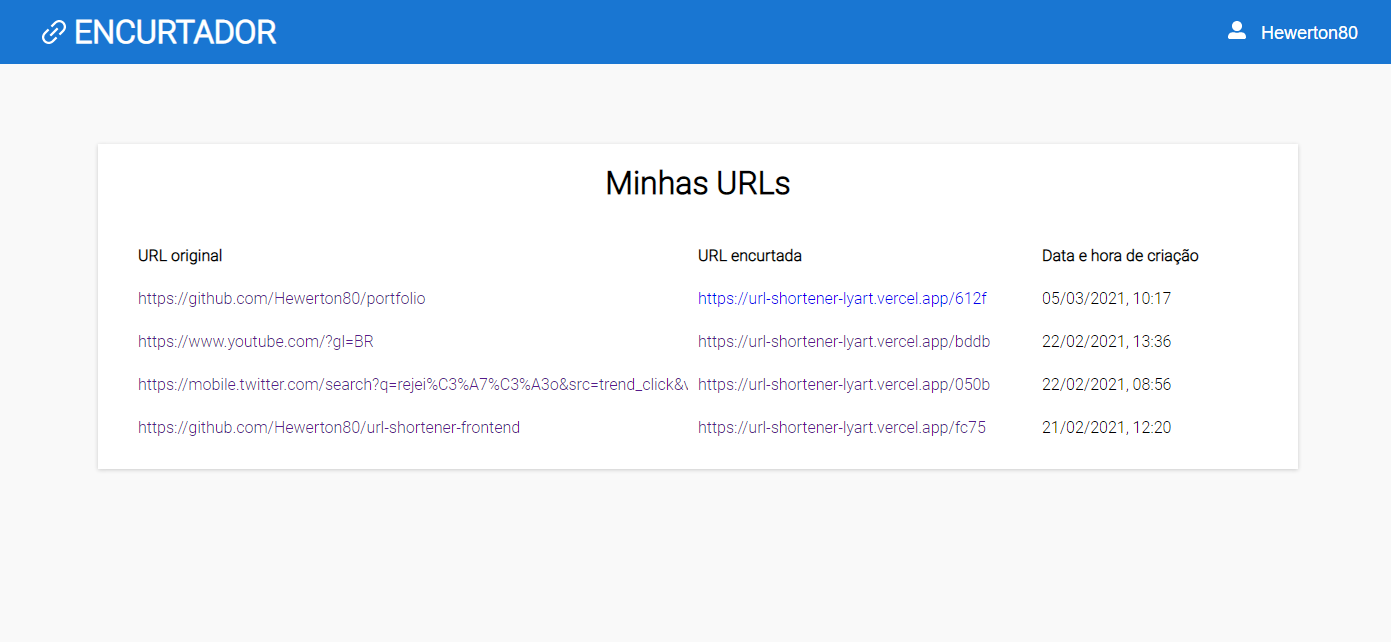 ENCURTADOR Hewerton80
Minhas URLs
URL original URL encurtada Data e hora de criação
https://github.com/Hewerton80/portfolio https://url-shortener-lyart.vercel.app/612f 05/03/2021, 10:17
https://www.youtube.com/?gl=BR https://url-shortener-lyart.vercel.app/bddb 22/02/2021, 13:36
https://mobile.twitter.com/search?q=rejei%C3%A7%C3%A3o&src=trend_click&v https://url-shortener-lyart.vercel.app/050b 22/02/2021, 08:56
https://github.com/Hewerton80/url-shortener-frontend https://url-shortener-lyart.vercel.app/fc75 21/02/2021, 12:20